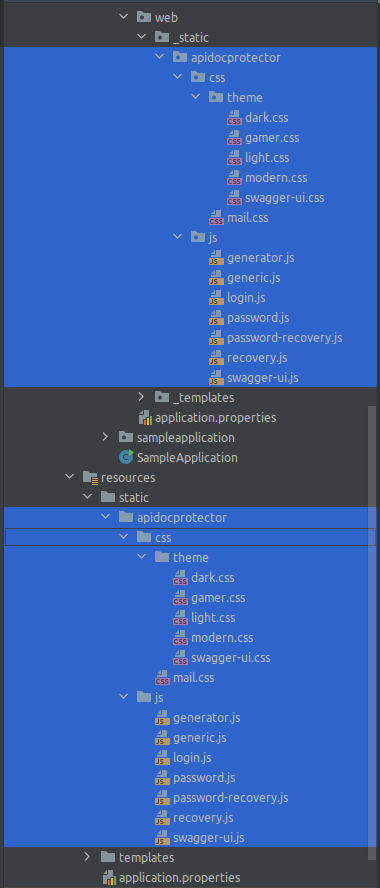 web
_static
apidocprotector
css
theme
dark.css
gamer.css
light.css
modern.css
swagger-ui.css
mail.css
js
generator.js
generic.js
login.js
password.js
password-recovery.js
recovery.js
swagger-ui.js
_templates
application.properties
sampleapplication
SampleApplication
resources
static
apidocprotector
css
theme
dark.css
gamer.css
light.css
modern.css
swagger-ui.css
mail.css
js
generator.js
generic.js
login.js
password.js
password-recovery.js
recovery.js
swagger-ui.js
templates
application.properties